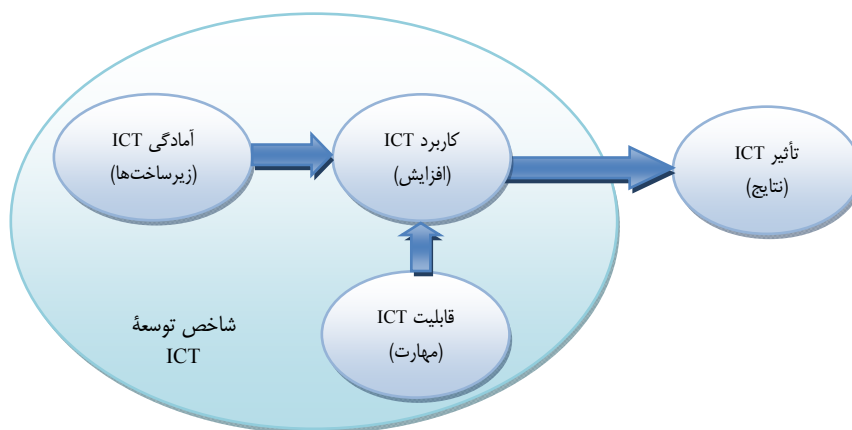 آمادگی ICT
(زیرساخت‌ها)
کاربرد ICT
(افزایش)
تأثیر ICT
(نتایج)
قابلیت ICT
(مهارت)
شاخص توسعهٔ
ICT